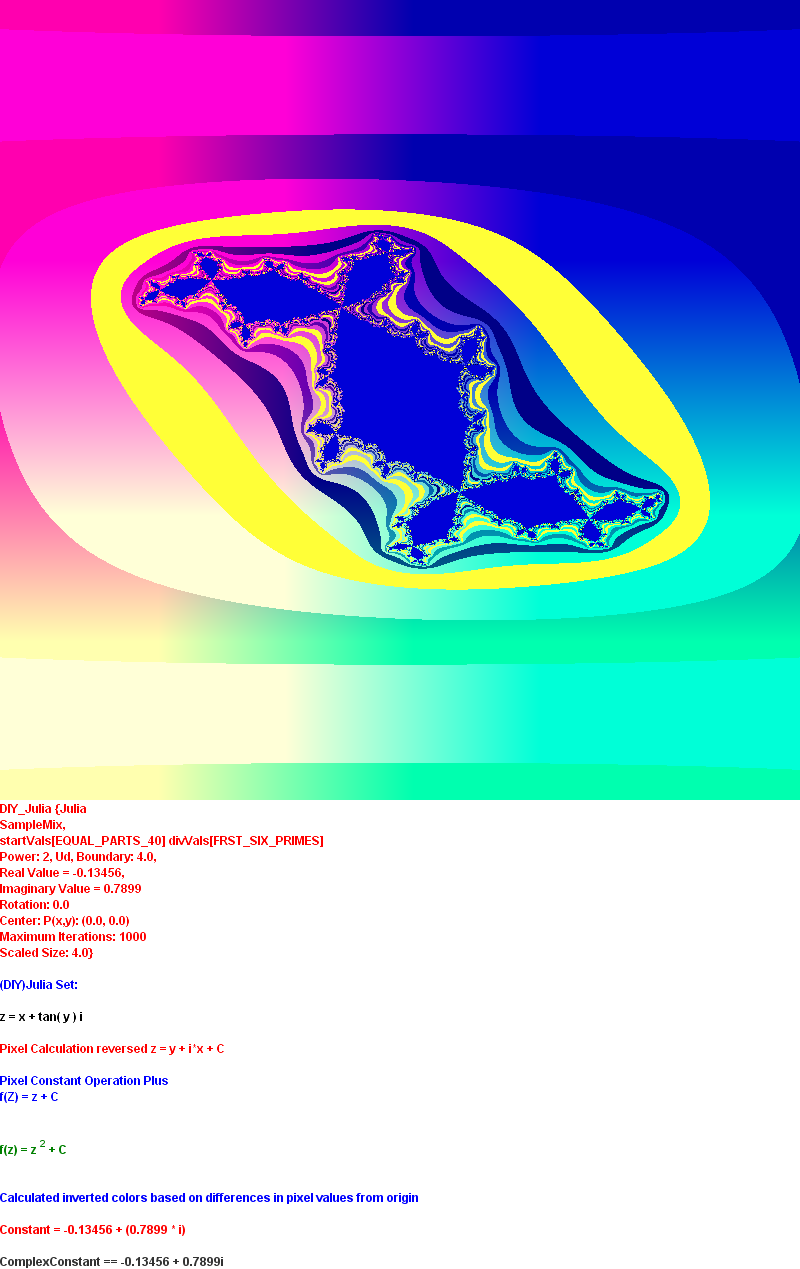 DIY_Julia {Julia
SampleMix,
startVals[EQUAL_PARTS_40] divVals[FRST_SIX_PRIMES]
Power: 2, Ud, Boundary: 4.0,
Real Value = -0.13456,
Imaginary Value = 0.7899
Rotation: 0.0
Center: P(x,y): (0.0, 0.0)
Maximum Iterations: 1000
Scaled Size: 4.0}
(DIY)Julia Set:
z = x + tan( y ) i
Pixel Calculation reversed z = y + i*x + C
Pixel Constant Operation Plus
f(Z) = z + C
f(z) = z 2 + C
Calculated inverted colors based on differences in pixel values from origin
Constant = -0.13456 + (0.7899 * i)
ComplexConstant == -0.13456 + 0.7899i